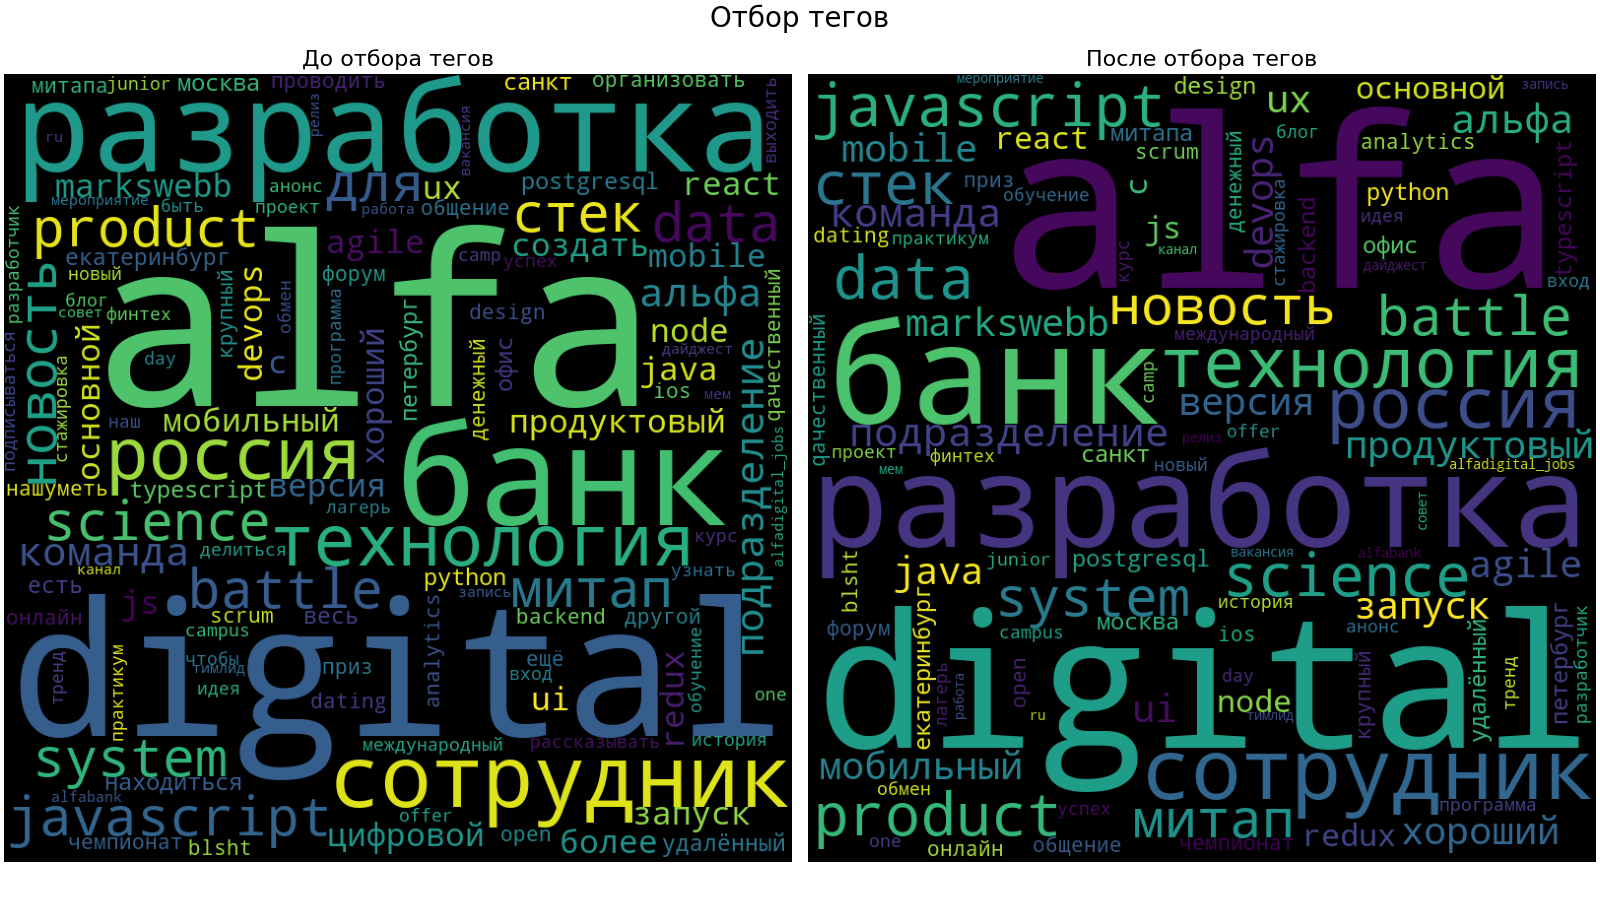 Отбор тегов
До отбора тегов
митапа junior москва проводить санкт организовать
разработка
ru релиз вакансия выходить
markswebb анонс для ux postgresql react
мероприятие быть проект работа общение
разработчик product стек data
agile создать
екатеринбург camp успех mobile
новый форум
alfa
блог крупный devops обмен программа петербург design альфа качественный
совет финтех node
новость day с хороший денежный офис дайджест
подписываться стажировка основной java
ios мем
наш мобильный продуктовый
россия банк подразделение
нашуметь typescript версия
лагерь alfadigital_jobs
science
команда делиться технология курс
канал python узнать
есть battle запись митап
js
онлайн scrum весь analytics backend другой
campus
digital
тренд чтобы приз ещё обучение
практикум тимлид вход redux
идея dating ui one
международный рассказывать история
system
находиться сотрудник
alfabank
javascript offer запуск
чемпионат blsht цифровой open более удалённый
После отбора тегов
мероприятие design основной запись
javascript ux
react митапа блог альфа
mobile scrum devops analytics
стек приз обучение с денежный стажировка python typescript
alfa
команда js идея
dating практикум курс канал backend офис
data дайджест вход
новость
markswebb battle
международный
банк технология
качественный camp версия россия
подразделение релиз offer продуктовый
проект финтех санкт
мем новый alfadigital_jobs
разработка совет
junior postgresql вакансия alfabank
blsht java science agile
system история запуск
форум екатеринбург campus москва ios анонс петербург разработчик
digital
удалённый
лагерь работа open day крупный тренд
ru ui node тимлид
мобильный сотрудник
обмен
product успех программа
митап redux хороший
one онлайн общение чемпионат